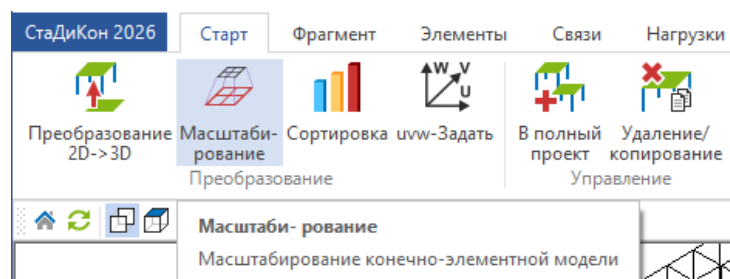 СтаДиКон 2026 Старт Фрагмент Элементы Связи Нагрузки
W V
U
Преобразование Масштаби- Сортировка uvw-Задать В полный Удаление/
2D->3D рование проект копирование
Преобразование Управление
Масштаби- рование
Масштабирование конечно-элементной модели